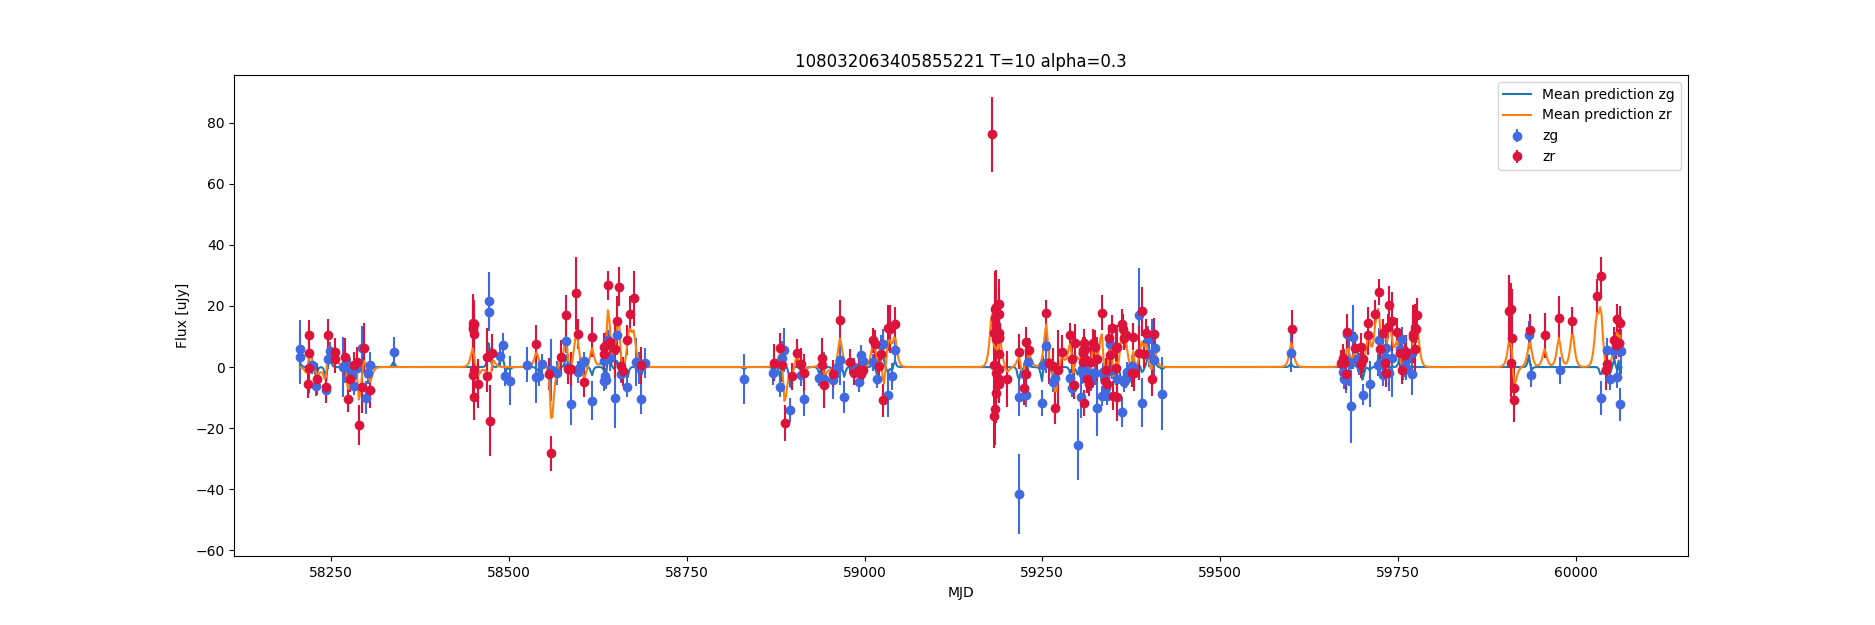 108032063405855221 T=10 alpha=0.3
Mean prediction zg
Mean prediction zr
zg
zr
Flux [uJy]
80
60
40
20
0
−20
−40
−60
58250 58500 58750 59000 59250 59500 59750 60000
MJD